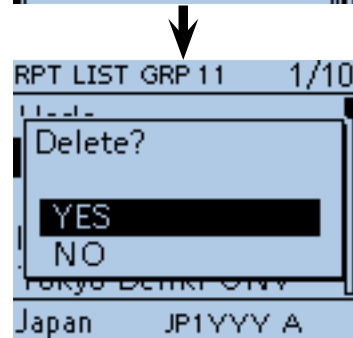 RPT LIST GRP 11 1/10
Delete?
YES
NO
Japan JP1YYY A